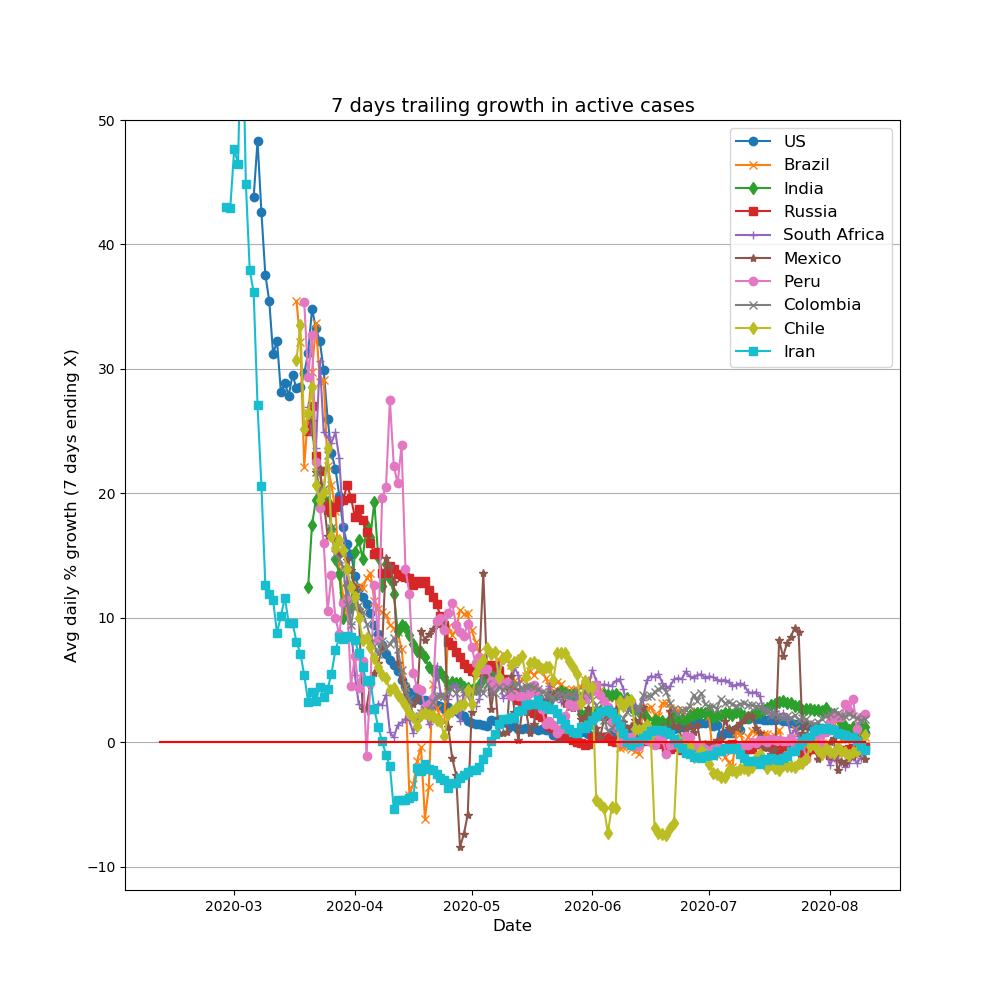 7 days trailing growth in active cases
Avg daily % growth (7 days ending X)
50
40
30
20
10
0
−10
US
Brazil
India
Russia
South Africa
Mexico
Peru
Colombia
Chile
Iran
2020-03 2020-04 2020-05 2020-06 2020-07 2020-08
Date